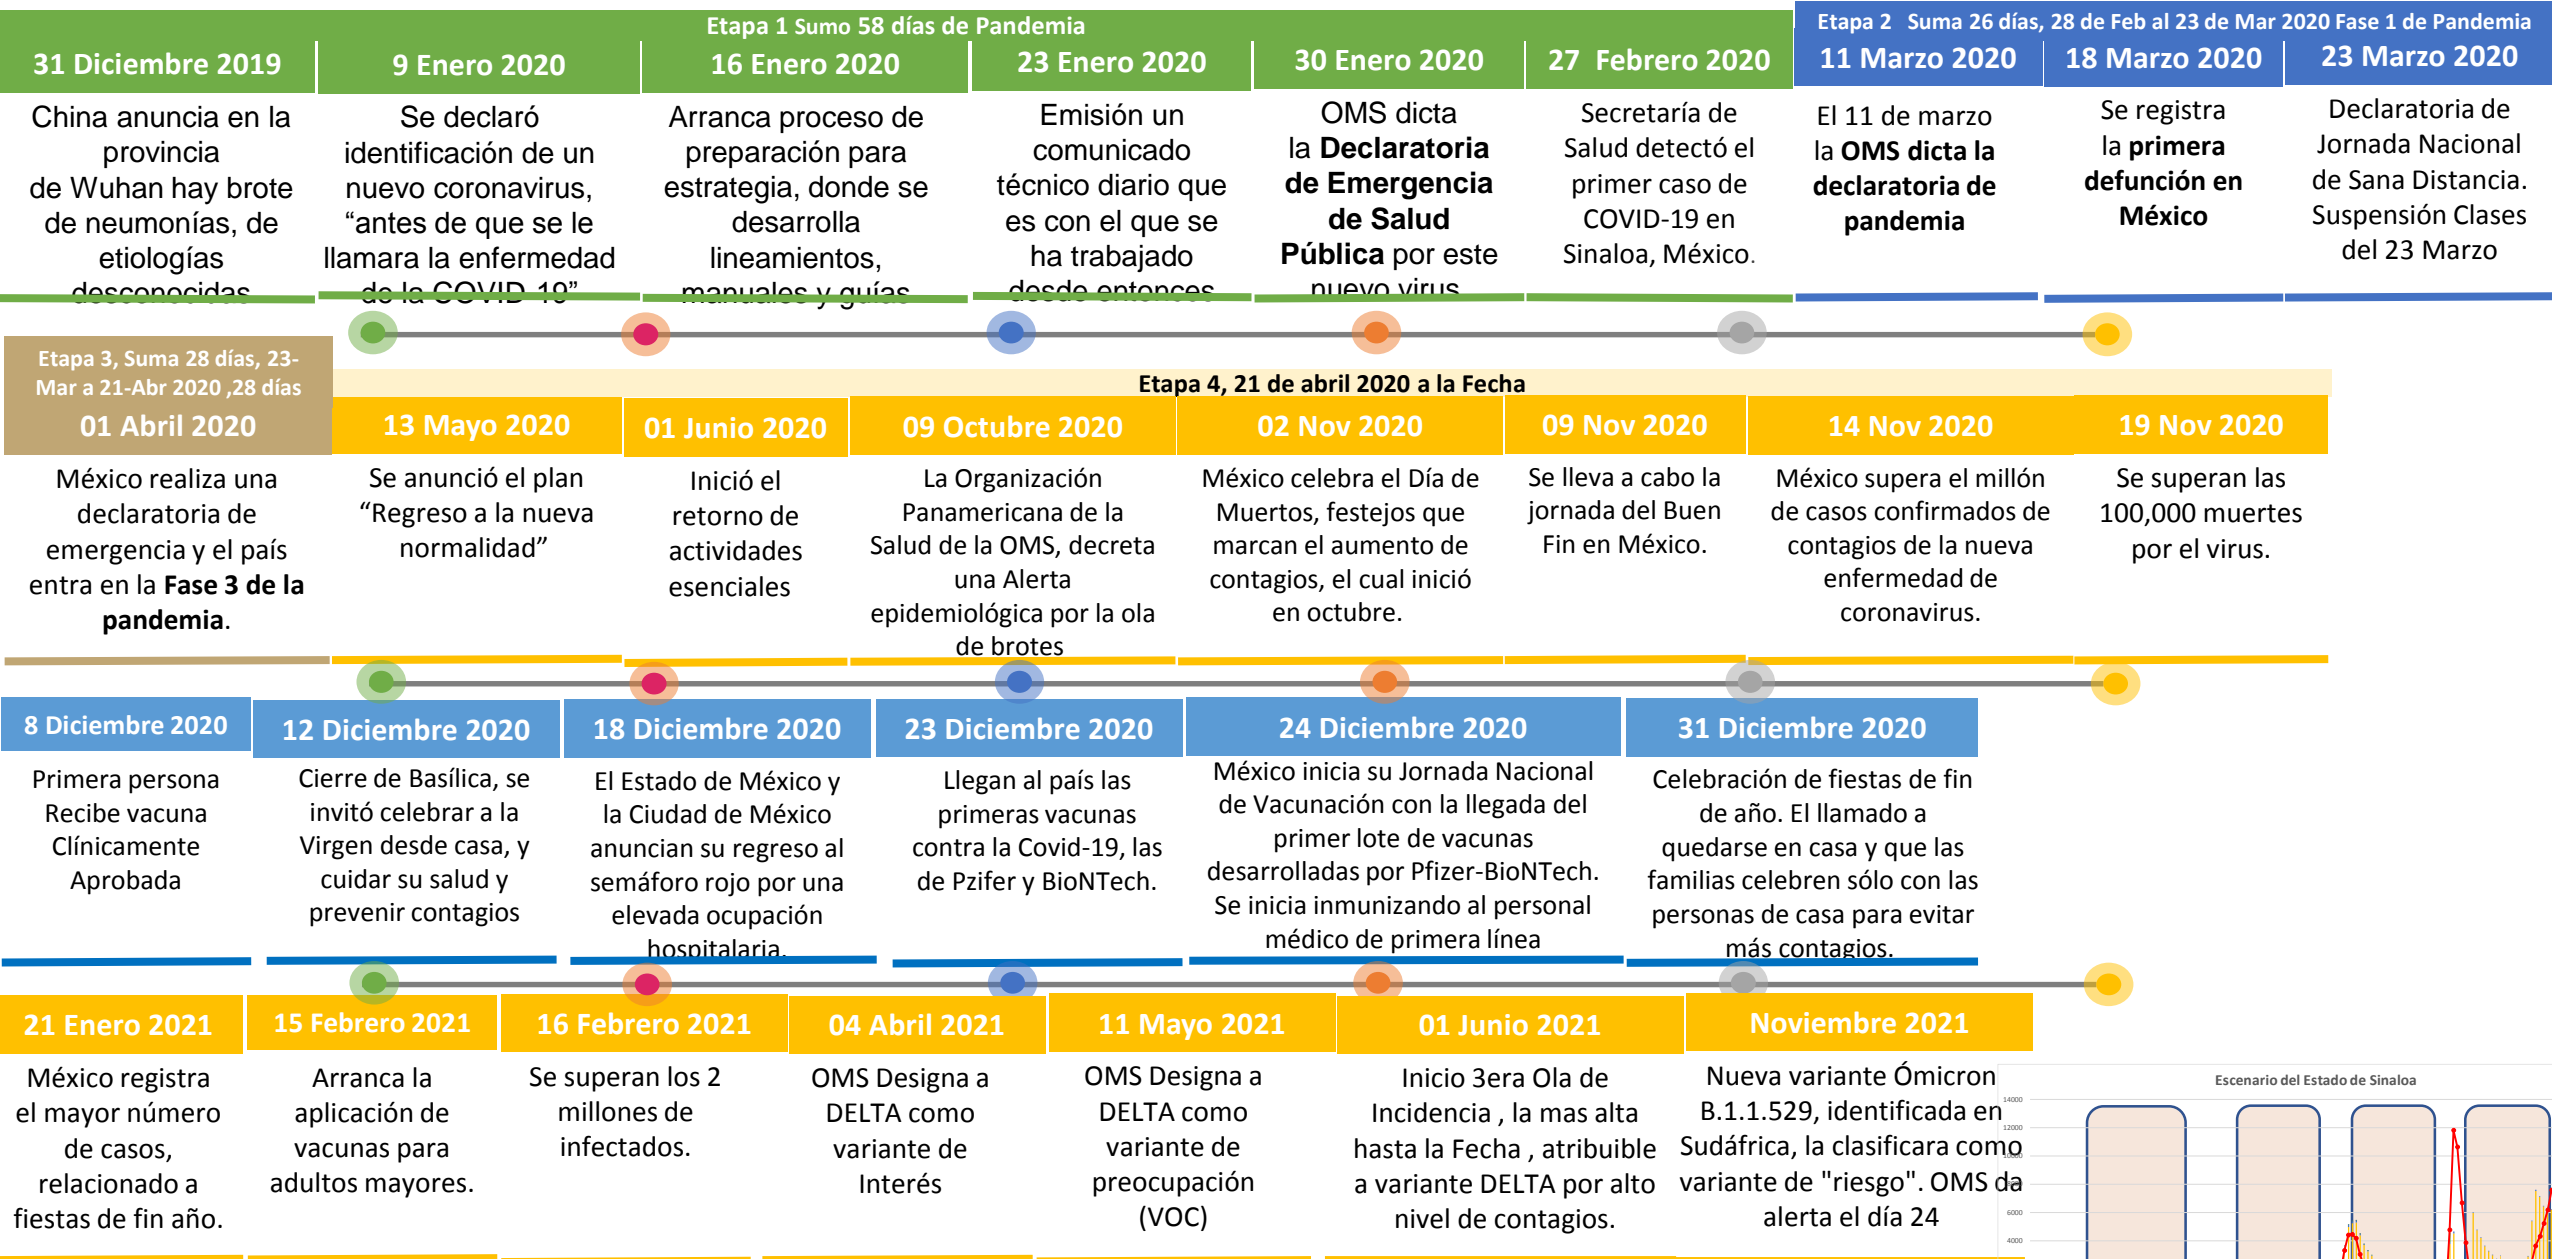 Etapa 1 Sumo 58 días de Pandemia
Etapa 2 Suma 26 días, 28 de Feb al 23 de Mar 2020 Fase 1 de Pandemia
31 Diciembre 2019
China anuncia en la
provincia
de Wuhan hay brote
de neumonías, de
etiologías
desconocidas
9 Enero 2020
Se declaró
identificación de un
nuevo coronavirus,
“antes de que se le
llamara la enfermedad
de la COVID-19”
16 Enero 2020
Arranca proceso de
preparación para
estrategia, donde se
desarrolla
lineamientos,
manuales y guías
23 Enero 2020
Emisión un
comunicado
técnico diario que
es con el que se
ha trabajado
desde entonces
30 Enero 2020
OMS dicta
la Declaratoria
de Emergencia
de Salud
Pública por este
nuevo virus
27 Febrero 2020
Secretaría de
Salud detectó el
primer caso de
COVID-19 en
Sinaloa, México.
11 Marzo 2020
El 11 de marzo
la OMS dicta la
declaratoria de
pandemia
18 Marzo 2020
Se registra
la primera
defunción en
México
23 Marzo 2020
Declaratoria de
Jornada Nacional
de Sana Distancia.
Suspensión Clases
del 23 Marzo
Etapa 3, Suma 28 días, 23-
Mar a 21-Abr 2020 ,28 días
Etapa 4, 21 de abril 2020 a la Fecha
01 Abril 2020
México realiza una
declaratoria de
emergencia y el país
entra en la Fase 3 de la
pandemia.
13 Mayo 2020
Se anunció el plan
“Regreso a la nueva
normalidad”
01 Junio 2020
Inició el
retorno de
actividades
esenciales
09 Octubre 2020
La Organización
Panamericana de la
Salud de la OMS, decreta
una Alerta
epidemiológica por la ola
de brotes
02 Nov 2020
México celebra el Día de
Muertos, festejos que
marcan el aumento de
contagios, el cual inició
en octubre.
09 Nov 2020
Se lleva a cabo la
jornada del Buen
Fin en México.
14 Nov 2020
México supera el millón
de casos confirmados de
contagios de la nueva
enfermedad de
coronavirus.
19 Nov 2020
Se superan las
100,000 muertes
por el virus.
8 Diciembre 2020
Primera persona
Recibe vacuna
Clínicamente
Aprobada
12 Diciembre 2020
Cierre de Basílica, se
invitó celebrar a la
Virgen desde casa, y
cuidar su salud y
prevenir contagios
18 Diciembre 2020
El Estado de México y
la Ciudad de México
anuncian su regreso al
semáforo rojo por una
elevada ocupación
hospitalaria.
23 Diciembre 2020
Llegan al país las
primeras vacunas
contra la Covid-19, las
de Pzifer y BioNTech.
24 Diciembre 2020
México inicia su Jornada Nacional
de Vacunación con la llegada del
primer lote de vacunas
desarrolladas por Pfizer-BioNTech.
Se inicia inmunizando al personal
médico de primera línea
31 Diciembre 2020
Celebración de fiestas de fin
de año. El llamado a
quedarse en casa y que las
familias celebren sólo con las
personas de casa para evitar
más contagios.
21 Enero 2021
México registra
el mayor número
de casos,
relacionado a
fiestas de fin año.
15 Febrero 2021
Arranca la
aplicación de
vacunas para
adultos mayores.
16 Febrero 2021
Se superan los 2
millones de
infectados.
04 Abril 2021
OMS Designa a
DELTA como
variante de
Interés
11 Mayo 2021
OMS Designa a
DELTA como
variante de
preocupación
(VOC)
01 Junio 2021
Inicio 3era Ola de
Incidencia , la mas alta
hasta la Fecha , atribuible
a variante DELTA por alto
nivel de contagios.
Noviembre 2021
Nueva variante Ómicron
B.1.1.529, identificada en
Sudáfrica, la clasificara como
variante de "riesgo". OMS da
alerta el día 24
Escenario del Estado de Sinaloa
14000
12000
10000
6000
4000